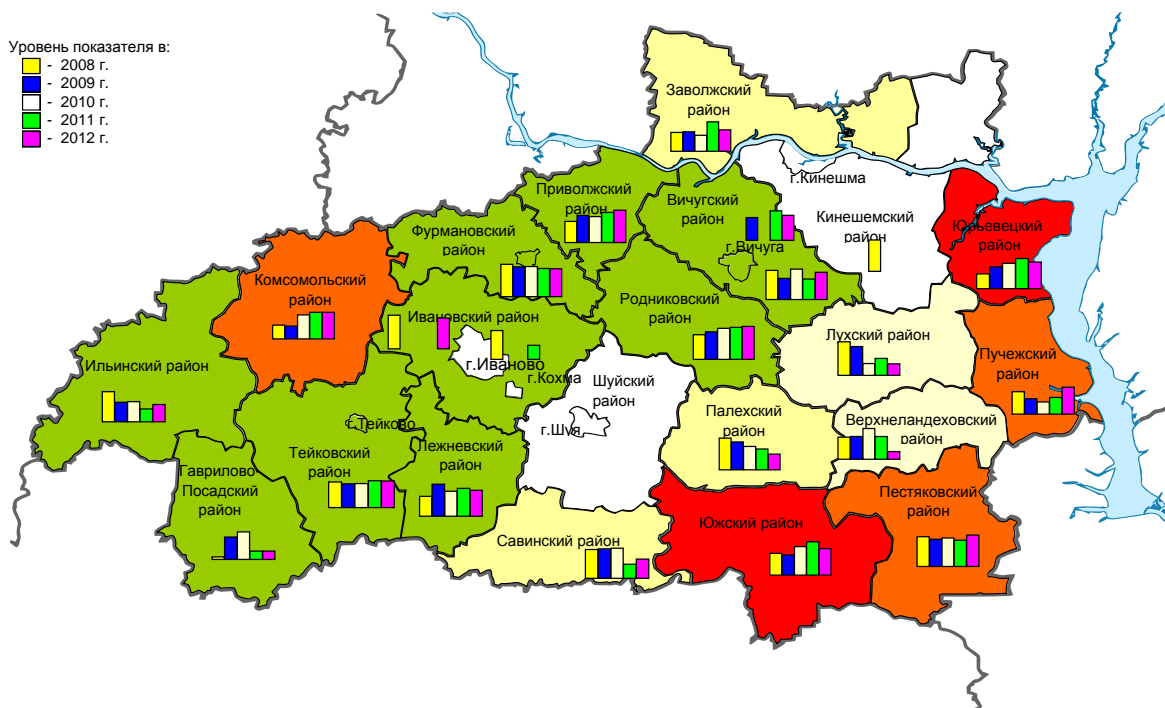 Уровень показателя в:
- 2008 г.
- 2009 г.
- 2010 г.
- 2011 г.
- 2012 г.
Заволжский
район
г.Кинешма
Приволжский
район
Вичугский
район
Кинешемский
район
Юрьевецкий
район
Фурмановский
район
г.Вичуга
Комсомольский
район
Родниковский
район
Ивановский район
Лухский район
Пучежский
район
Ильинский район
г.Иваново
г.Кохма
Шуйский
район
Палехский
район
Верхнеландеховский
район
г.Тейково
г.Шуя
Тейковский
район
Лежневский
район
Гаврилово-
Посадский
район
Пестяковский
район
Южский район
Савинский район